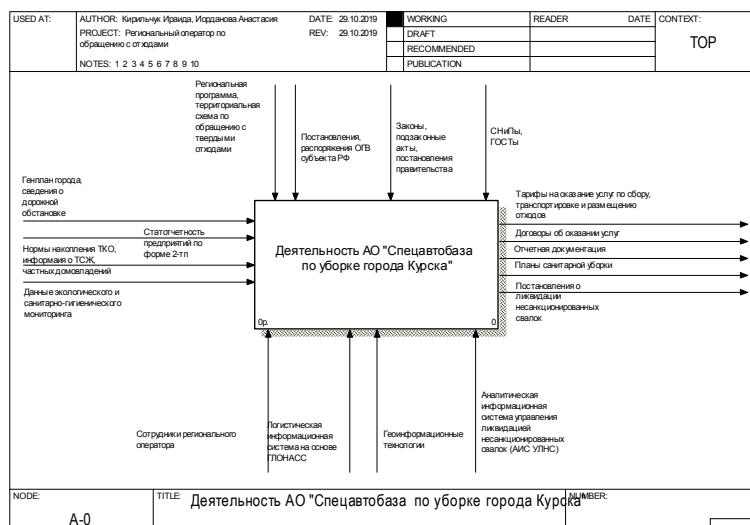 USED AT:
AUTHOR: Кирильчук Ираида, Иорданова Анастасия
DATE: 29.10.2019
PROJECT: Региональный оператор по
обращению с отходами
REV: 29.10.2019
NOTES: 1 2 3 4 5 6 7 8 9 10
WORKING
DRAFT
RECOMMENDED
PUBLICATION
READER
DATE
CONTEXT:
TOP
Региональная
программа,
территориальная
схема по
обращению с
твердыми
отходами
Постановления,
распоряжения ОГВ
субъекта РФ
Законы,
подзаконные
акты,
постановления
правительства
СНиПы,
ГОСТы
Генплан города,
сведения о
дорожной
обстановке
Статотчетность
предприятий по
форме 2-тп
Нормы накопления ТКО,
информаия о ТСЖ,
частных домовладений
Данные экологического и
санитарно-гигиенического
мониторинга
Деятельность АО "Спецавтобаза
по уборке города Курска"
0р.
0
Тарифы на оказание услуг по сбору,
транспортировке и размещению
отходов
Договоры об оказании услуг
Отчетная документация
Планы санитарной уборки
Постановления о
ликвидации
несанкционированных
свалок
Сотрудники регионального
оператора
Логистическая
информационная
система на основе
ГЛОНАСС
Геоинформационные
технологии
Аналитическая
информационная
система управления
ликвидацией
несанкционированных
свалок (АИС УЛНС)
NODE:
A-0
TITLE:
Деятельность АО "Спецавтобаза по уборке города Курска"
NUMBER: